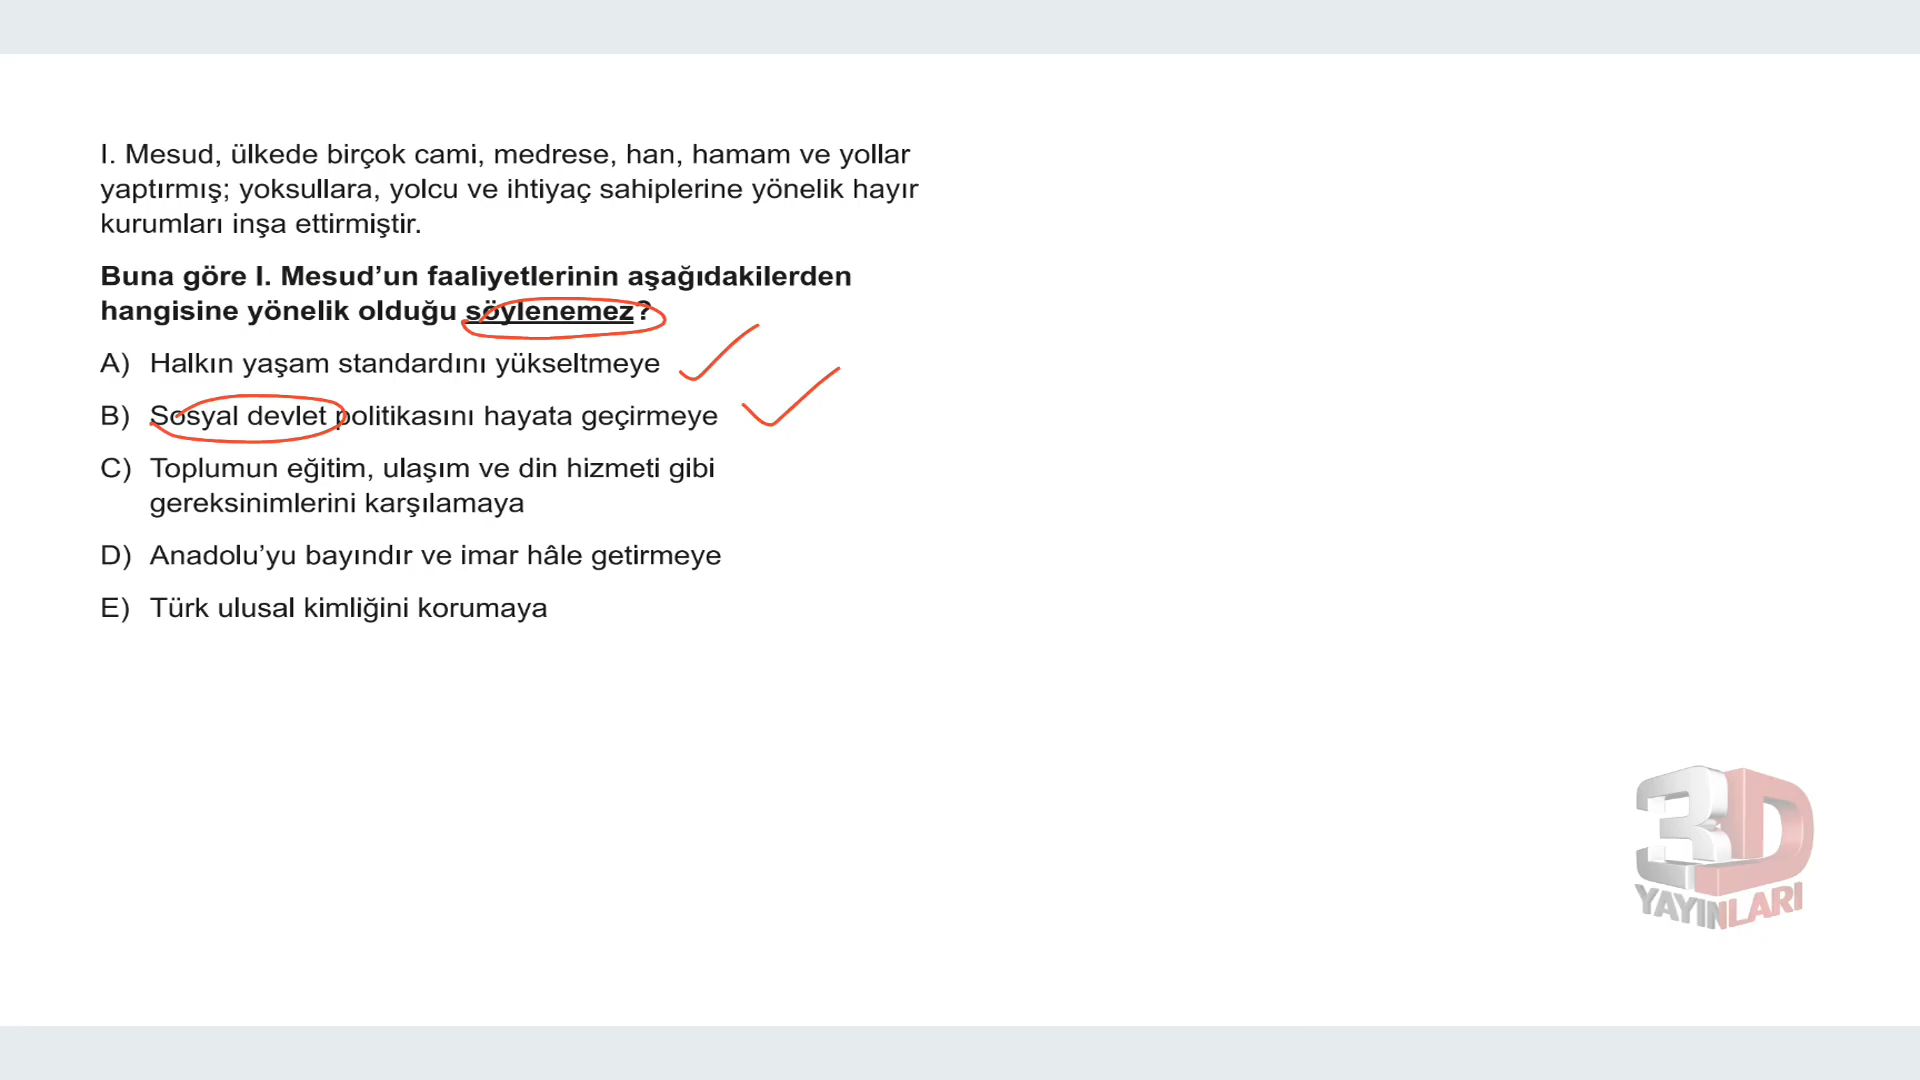 I. Mesud, ülkede birçok cami, medrese, han, hamam ve yollar
yaptırmış; yoksullara, yolcu ve ihtiyaç sahiplerine yönelik hayır
kurumları inşa ettirmiştir.
Buna göre I. Mesud’un faaliyetlerinin aşağıdakilerden
hangisine yönelik olduğu söylenemez?
A) Halkın yaşam standardını yükseltmeye
B) Sosyal devlet politikasını hayata geçirmeye
C) Toplumun eğitim, ulaşım ve din hizmeti gibi
gereksinimlerini karşılamaya
D) Anadolu’yu bayındır ve imar hâle getirmeye
E) Türk ulusal kimliğini korumaya
3D
YAYINLARI